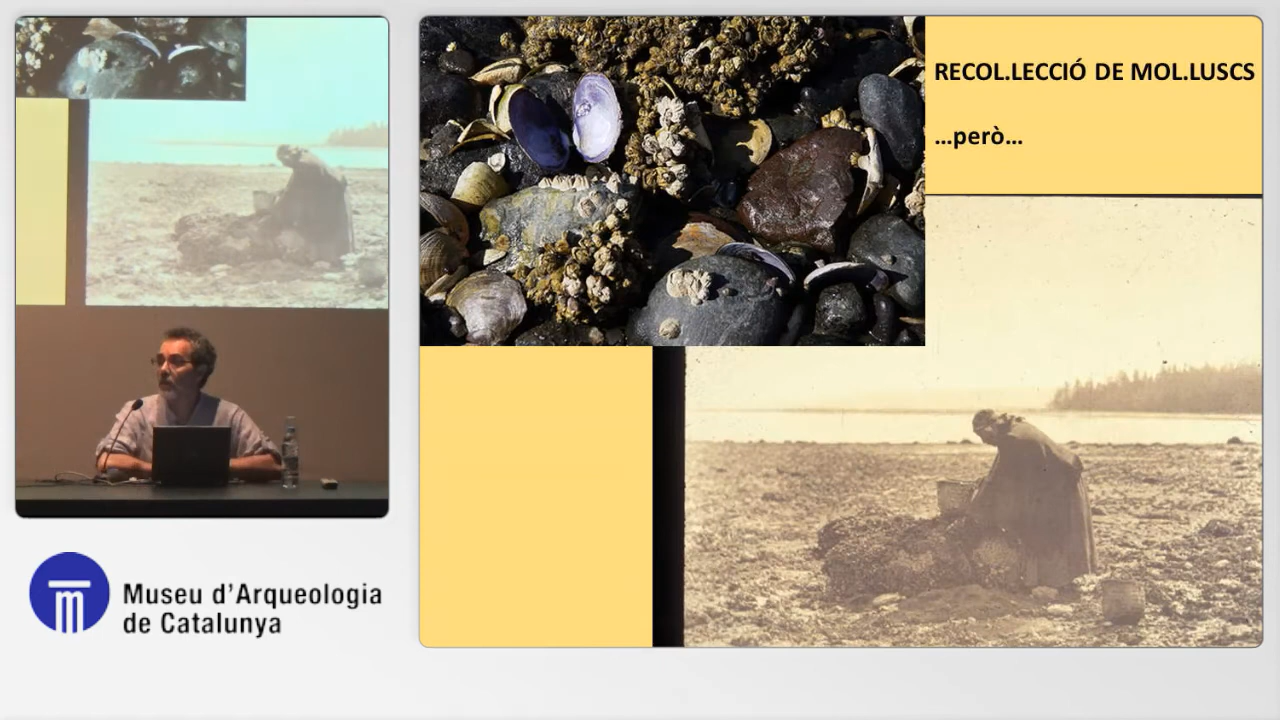 RECOL.LECCIÓ DE MOL.LUSCS
...però...
Museu d'Arqueologia
de Catalunya